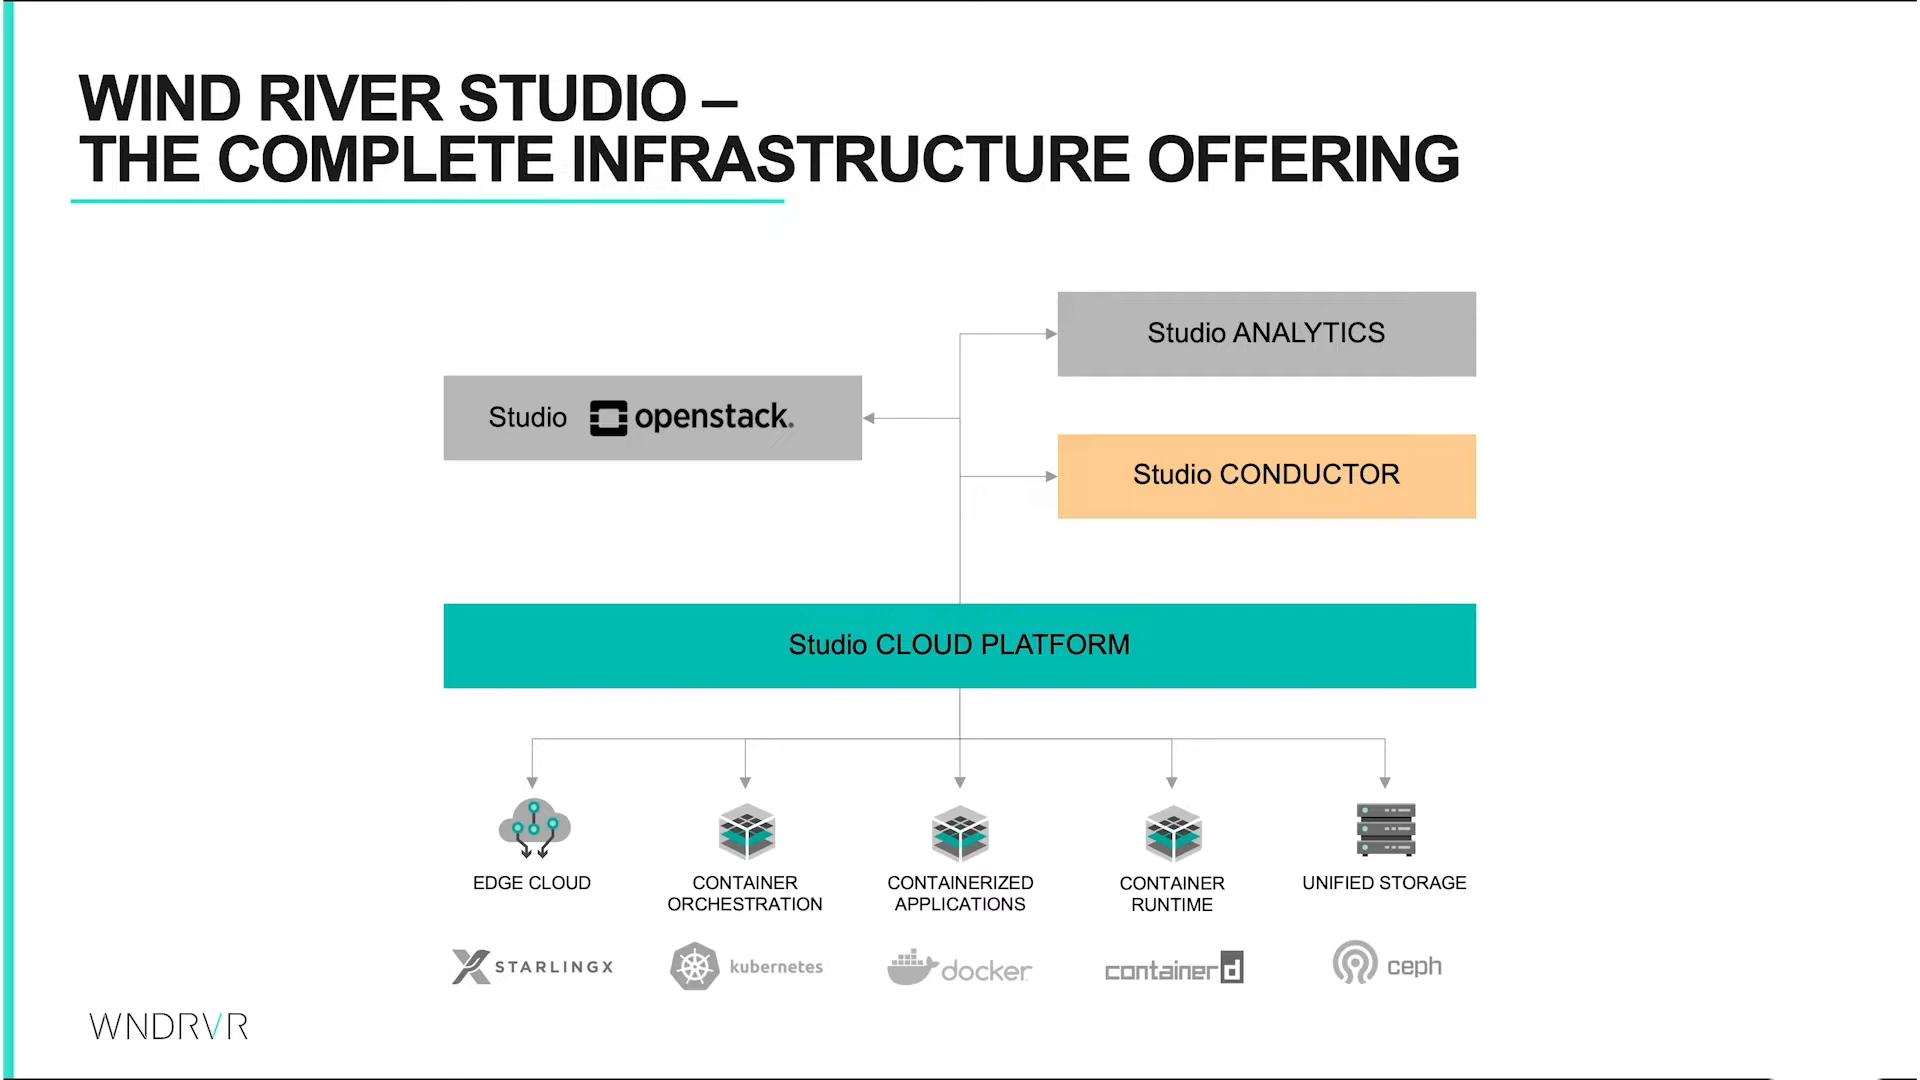 WIND RIVER STUDIO –
THE COMPLETE INFRASTRUCTURE OFFERING
Studio ANALYTICS
Studio openstack.
Studio CONDUCTOR
Studio CLOUD PLATFORM
EDGE CLOUD
CONTAINER
ORCHESTRATION
CONTAINERIZED
APPLICATIONS
CONTAINER
RUNTIME
UNIFIED STORAGE
STARLINGX
kubernetes
docker
containerd
ceph
WNDRVR